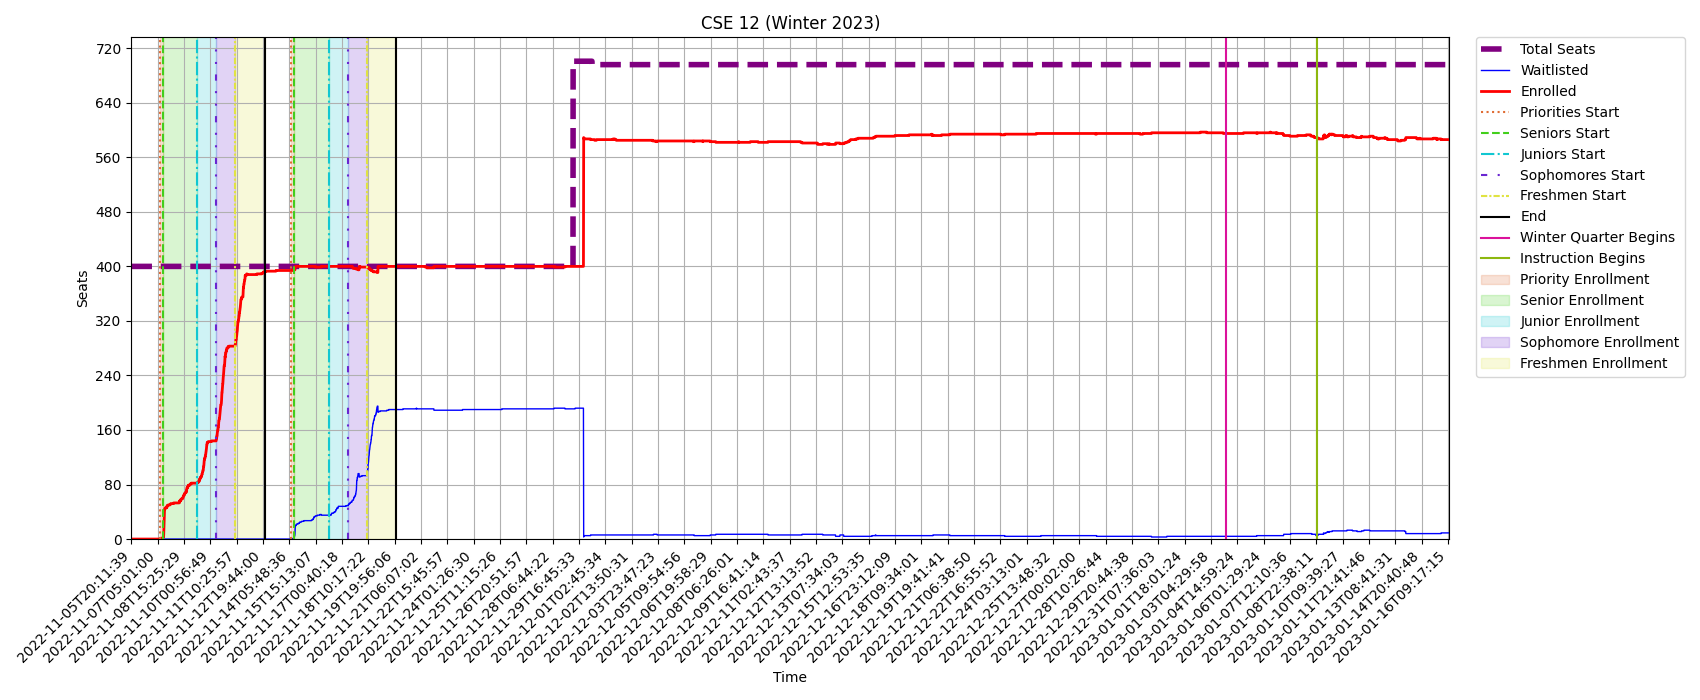 CSE 12 (Winter 2023)
Seats
720
640
560
480
400
320
240
160
80
0
2022-11-05T20:11:39
2022-11-07T05:01:00
2022-11-08T15:25:29
2022-11-10T00:56:49
2022-11-11T10:25:57
2022-11-12T19:44:00
2022-11-14T05:48:36
2022-11-15T15:13:07
2022-11-17T00:40:18
2022-11-18T10:17:22
2022-11-19T19:56:06
2022-11-21T06:07:02
2022-11-22T15:45:57
2022-11-24T01:26:30
2022-11-25T11:15:26
2022-11-26T20:51:57
2022-11-28T06:44:22
2022-11-29T16:45:33
2022-12-01T02:45:34
2022-12-02T13:50:31
2022-12-03T23:47:23
2022-12-05T09:54:56
2022-12-06T19:58:29
2022-12-08T06:26:01
2022-12-09T16:41:14
2022-12-11T02:43:37
2022-12-12T12:13:52
2022-12-13T17:34:03
2022-12-15T12:53:35
2022-12-16T23:12:09
2022-12-18T09:34:01
2022-12-19T19:41:41
2022-12-21T06:38:50
2022-12-22T16:55:52
2022-12-24T03:13:01
2022-12-25T13:48:32
2022-12-27T00:02:00
2022-12-28T10:26:44
2022-12-29T20:44:38
2022-12-31T07:36:03
2023-01-01T18:01:24
2023-01-03T04:29:58
2023-01-04T14:59:24
2023-01-06T01:29:24
2023-01-07T12:10:36
2023-01-08T22:38:11
2023-01-10T09:39:27
2023-01-11T21:41:46
2023-01-13T08:41:31
2023-01-14T20:40:48
2023-01-16T09:17:15
Time
Total Seats
Waitlisted
Enrolled
Priorities Start
Seniors Start
Juniors Start
Sophomores Start
Freshmen Start
End
Winter Quarter Begins
Instruction Begins
Priority Enrollment
Senior Enrollment
Junior Enrollment
Sophomore Enrollment
Freshmen Enrollment